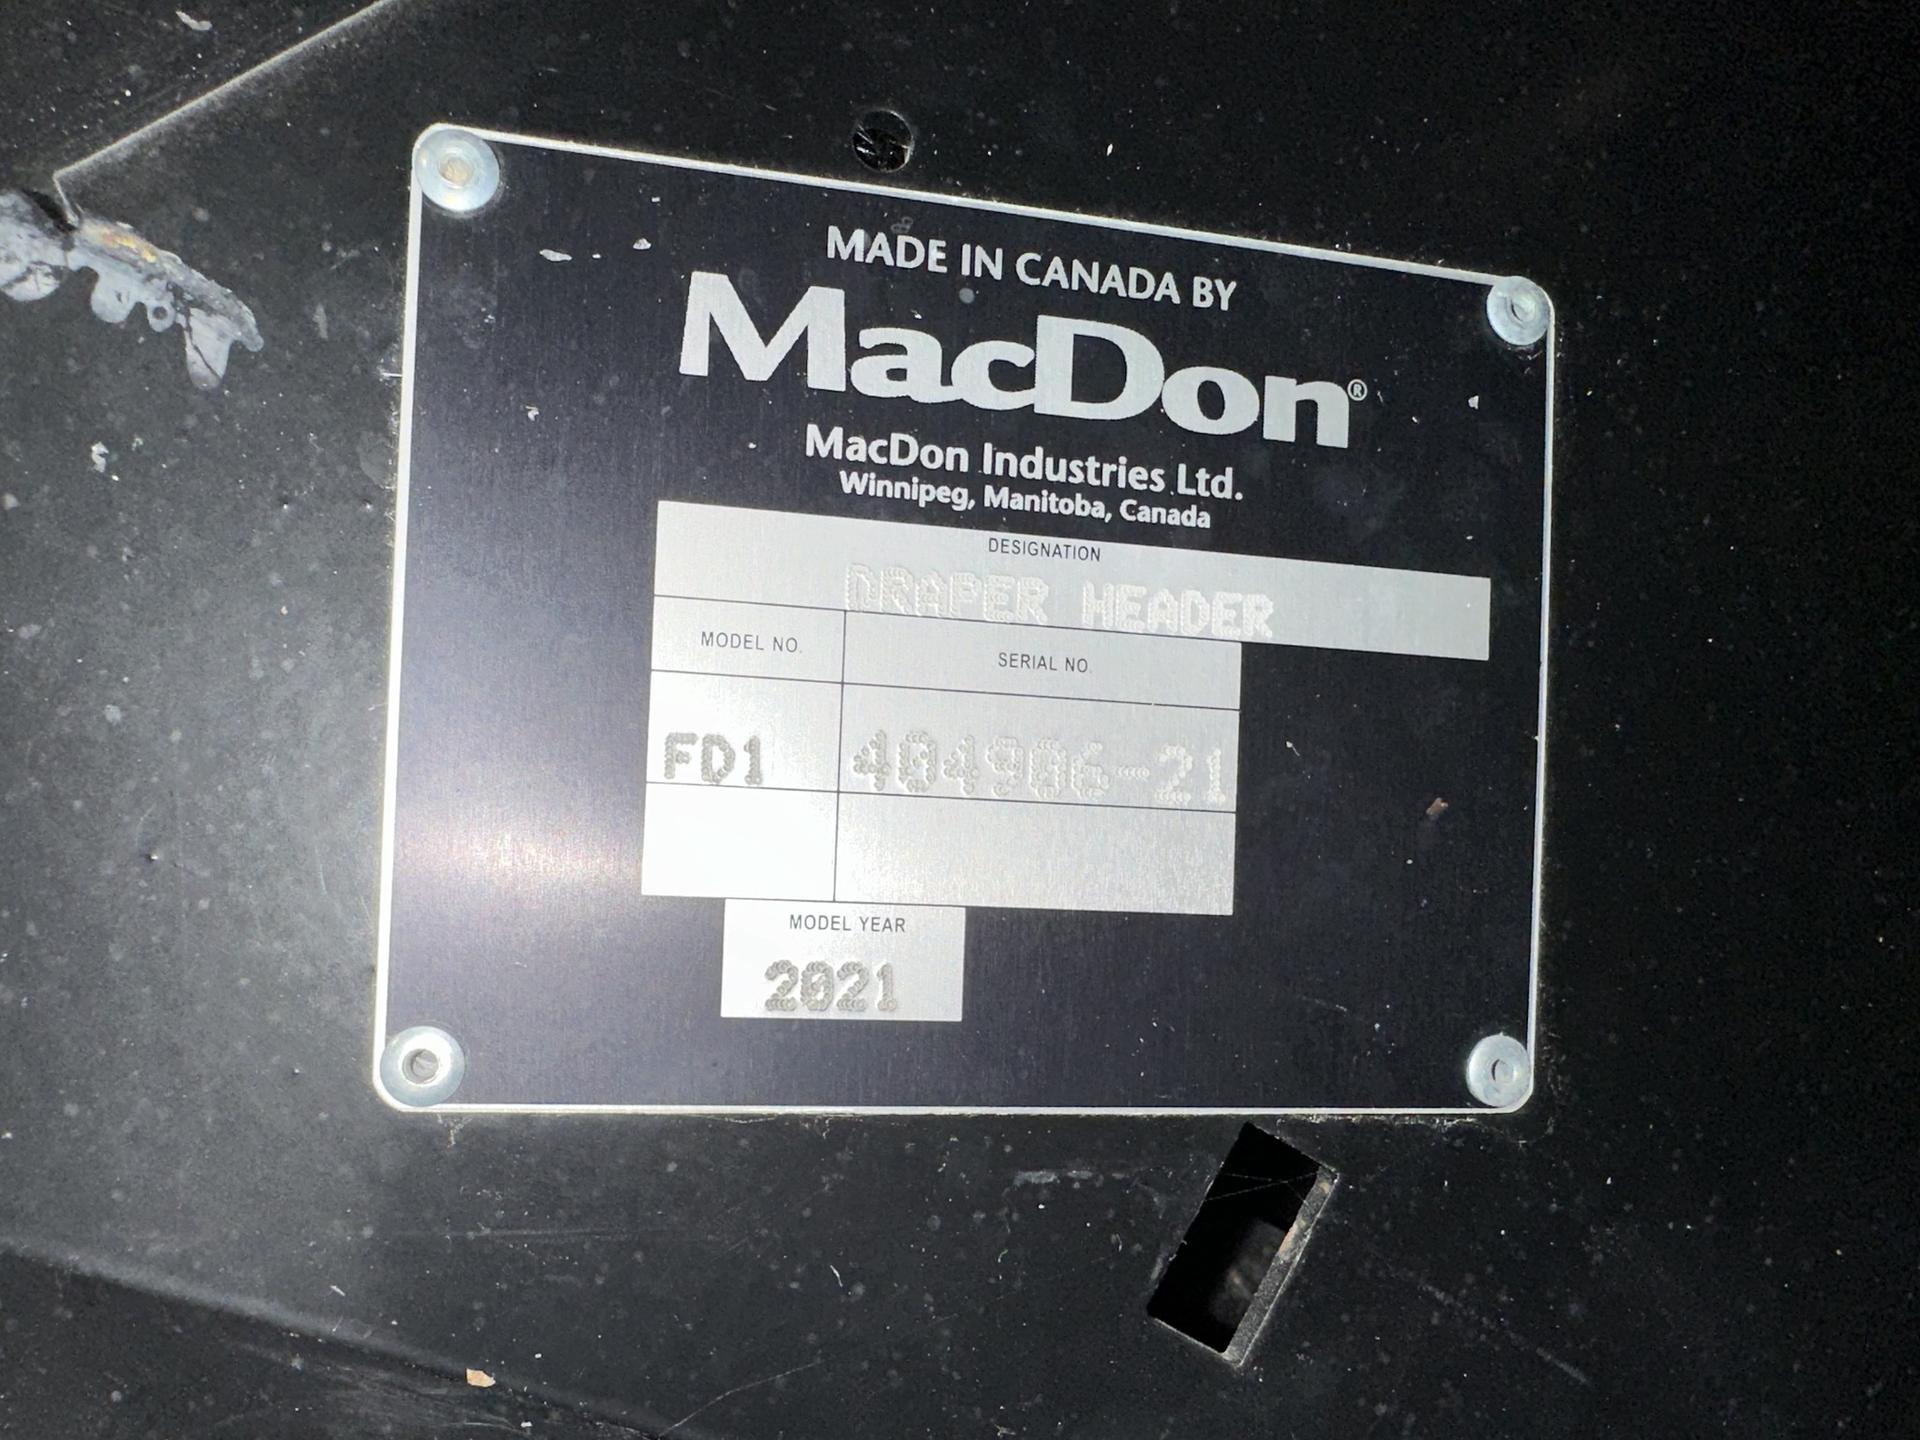 MADE IN CANADA BY
MacDon®
MacDon Industries Ltd.
Winnipeg, Manitoba, Canada
DESIGNATION
DRAPER HEADER
MODEL NO. SERIAL NO.
FD1 404906-21
MODEL YEAR
2021